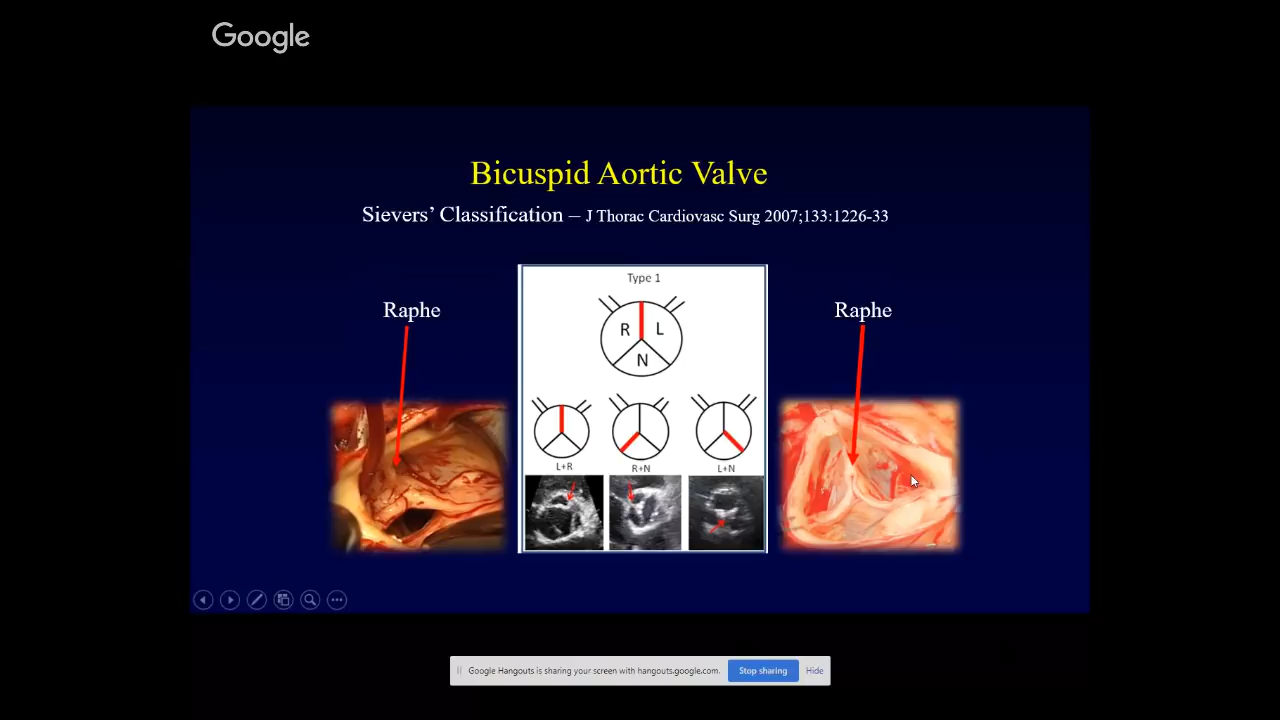 Google
Bicuspid Aortic Valve
Sievers’ Classification – J Thorac Cardiovasc Surg 2007;133:1226-33
Raphe
Type 1
R L
N
Raphe
L+R R+N L+N
Google Hangouts is sharing your screen with hangouts.google.com. Stop sharing Hide